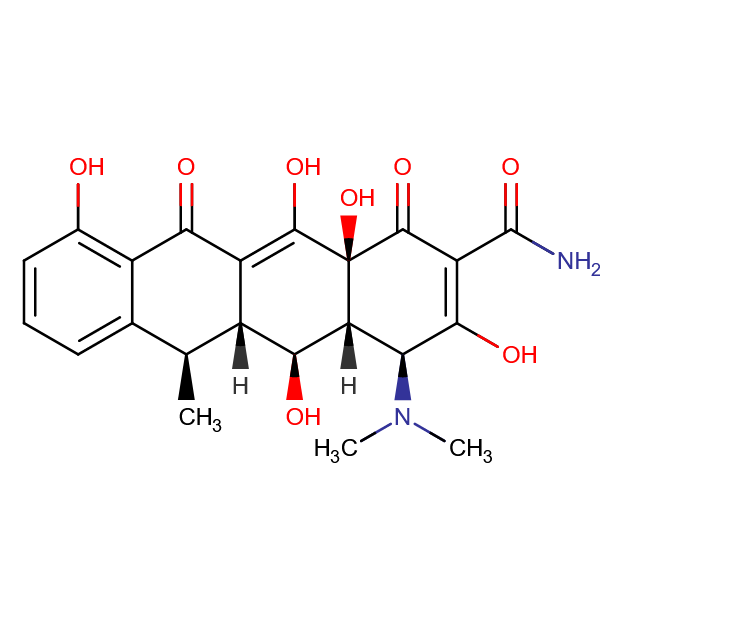 OH O OH O O
OH
NH2
OH
H H
CH3 OH N
H3C CH3